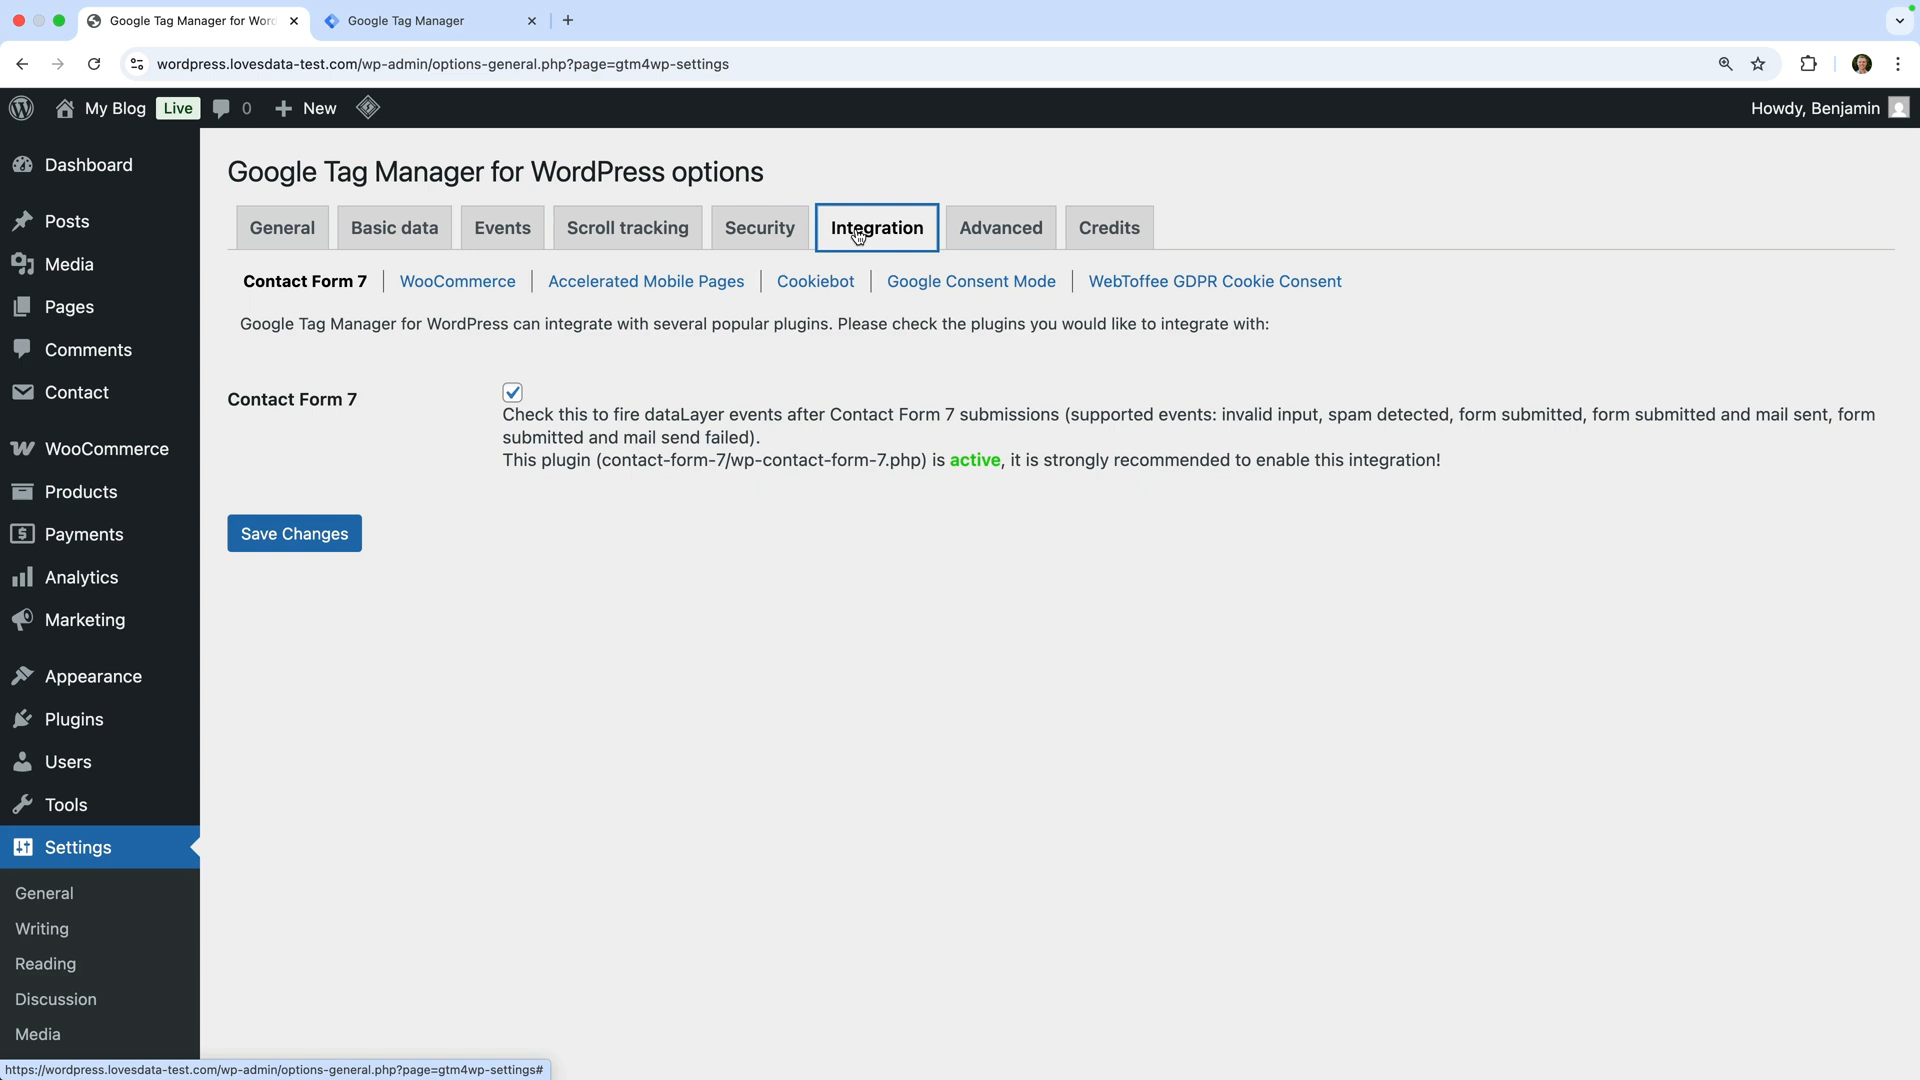 Google Tag Manager for Word
Google Tag Manager
wordpress.lovesdata-test.com/wp-admin/options-general.php?page=gtm4wp-settings
My Blog Live 0 New
Howdy, Benjamin
Dashboard
Posts
Media
Pages
Comments
Contact
WooCommerce
Products
Payments
Analytics
Marketing
Appearance
Plugins
Users
Tools
Settings
General
Writing
Reading
Discussion
Media
Google Tag Manager for WordPress options
General Basic data Events Scroll tracking Security Integration Advanced Credits
Contact Form 7 | WooCommerce | Accelerated Mobile Pages | Cookiebot | Google Consent Mode | WebToffee GDPR Cookie Consent
Google Tag Manager for WordPress can integrate with several popular plugins. Please check the plugins you would like to integrate with:
Contact Form 7
Check this to fire dataLayer events after Contact Form 7 submissions (supported events: invalid input, spam detected, form submitted, form submitted and mail sent, form
submitted and mail send failed).
This plugin (contact-form-7/wp-contact-form-7.php) is active, it is strongly recommended to enable this integration!
Save Changes
https://wordpress.lovesdata-test.com/wp-admin/options-general.php?page=gtm4wp-settings#